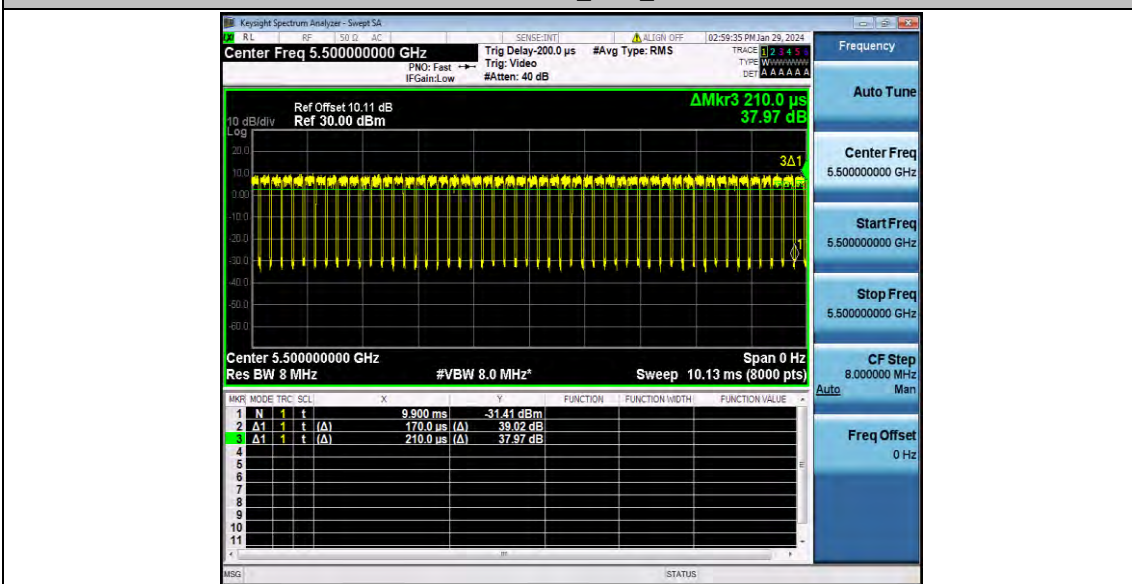 Keysight Spectrum Analyzer - Swept SA
RL RF 50 Ω AC SENSE:INT ALIGN OFF 02:59:35 PM Jan 29, 2024
Center Freq 5.500000000 GHz Trig Delay-200.0 µs #Avg Type: RMS TRACE 1 2 3 4 5 6
PNO: Fast Trig: Video TYPE W
IFGain:Low #Atten: 40 dB DET A A A A A A
Frequency
Auto Tune
Center Freq
5.500000000 GHz
Start Freq
5.500000000 GHz
Stop Freq
5.500000000 GHz
CF Step
8.000000 MHz
Auto Man
Freq Offset
0 Hz
ΔMkr3 210.0 µs
37.97 dB
Ref Offset 10.11 dB
10 dB/div Ref 30.00 dBm
Log
20.0
10.0
0.00
-10.0
-20.0
-30.0
-40.0
-50.0
-60.0
3Δ1
1
Center 5.500000000 GHz Span 0 Hz
Res BW 8 MHz #VBW 8.0 MHz* Sweep 10.13 ms (8000 pts)
MKR MODE TRC SCL X Y FUNCTION FUNCTION WIDTH FUNCTION VALUE
1 N 1 t 9.900 ms -31.41 dBm
2 Δ1 1 t (Δ) 170.0 µs (Δ) 39.02 dB
3 Δ1 1 t (Δ) 210.0 µs (Δ) 37.97 dB
4
5
6
7
8
9
10
11
MSG STATUS